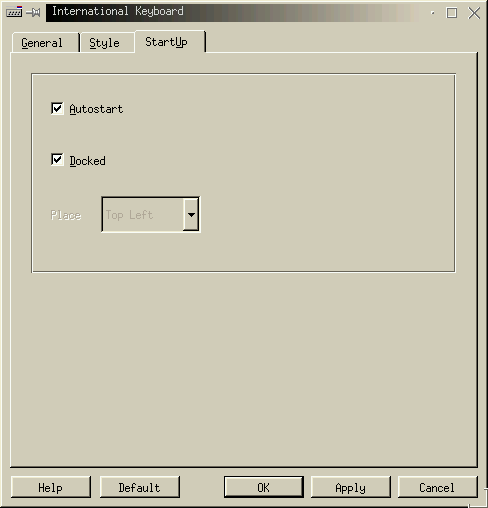 International Keyboard
General Style StartUp
Autostart
Docked
Place Top Left
Help Default OK Apply Cancel